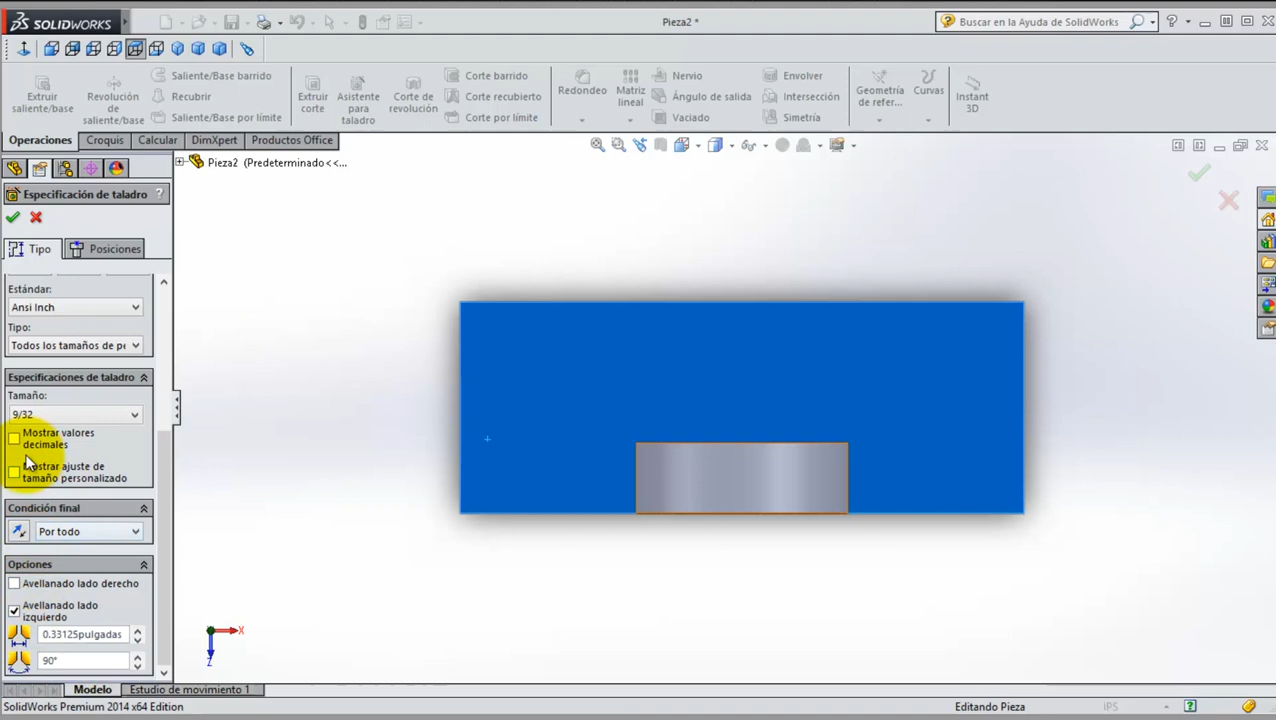 SOLIDWORKS
Pieza2 *
Buscar en la Ayuda de SolidWorks
Extruir saliente/base
Revolución de saliente/base
Saliente/Base barrido
Recubrir
Saliente/Base por límite
Extruir corte
Asistente para taladro
Corte de revolución
Corte barrido
Corte recubierto
Corte por límite
Redondeo
Matriz lineal
Nervio
Ángulo de salida
Vaciado
Envolver
Intersección
Simetría
Geometría de refer...
Curvas
Instant 3D
Operaciones
Croquis
Calcular
DimXpert
Productos Office
Pieza2 (Predeterminado<<...
Especificación de taladro
?
Tipo
Posiciones
Estándar:
Ansi Inch
Tipo:
Todos los tamaños de pe
Especificaciones de taladro
Tamaño:
9/32
Mostrar valores
decimales
Mostrar ajuste de
tamaño personalizado
Condición final
Por todo
Opciones
Avellanado lado derecho
Avellanado lado
izquierdo
0.33125pulgadas
90°
X
Z
Modelo
Estudio de movimiento 1
SolidWorks Premium 2014 x64 Edition
Editando Pieza
IPS